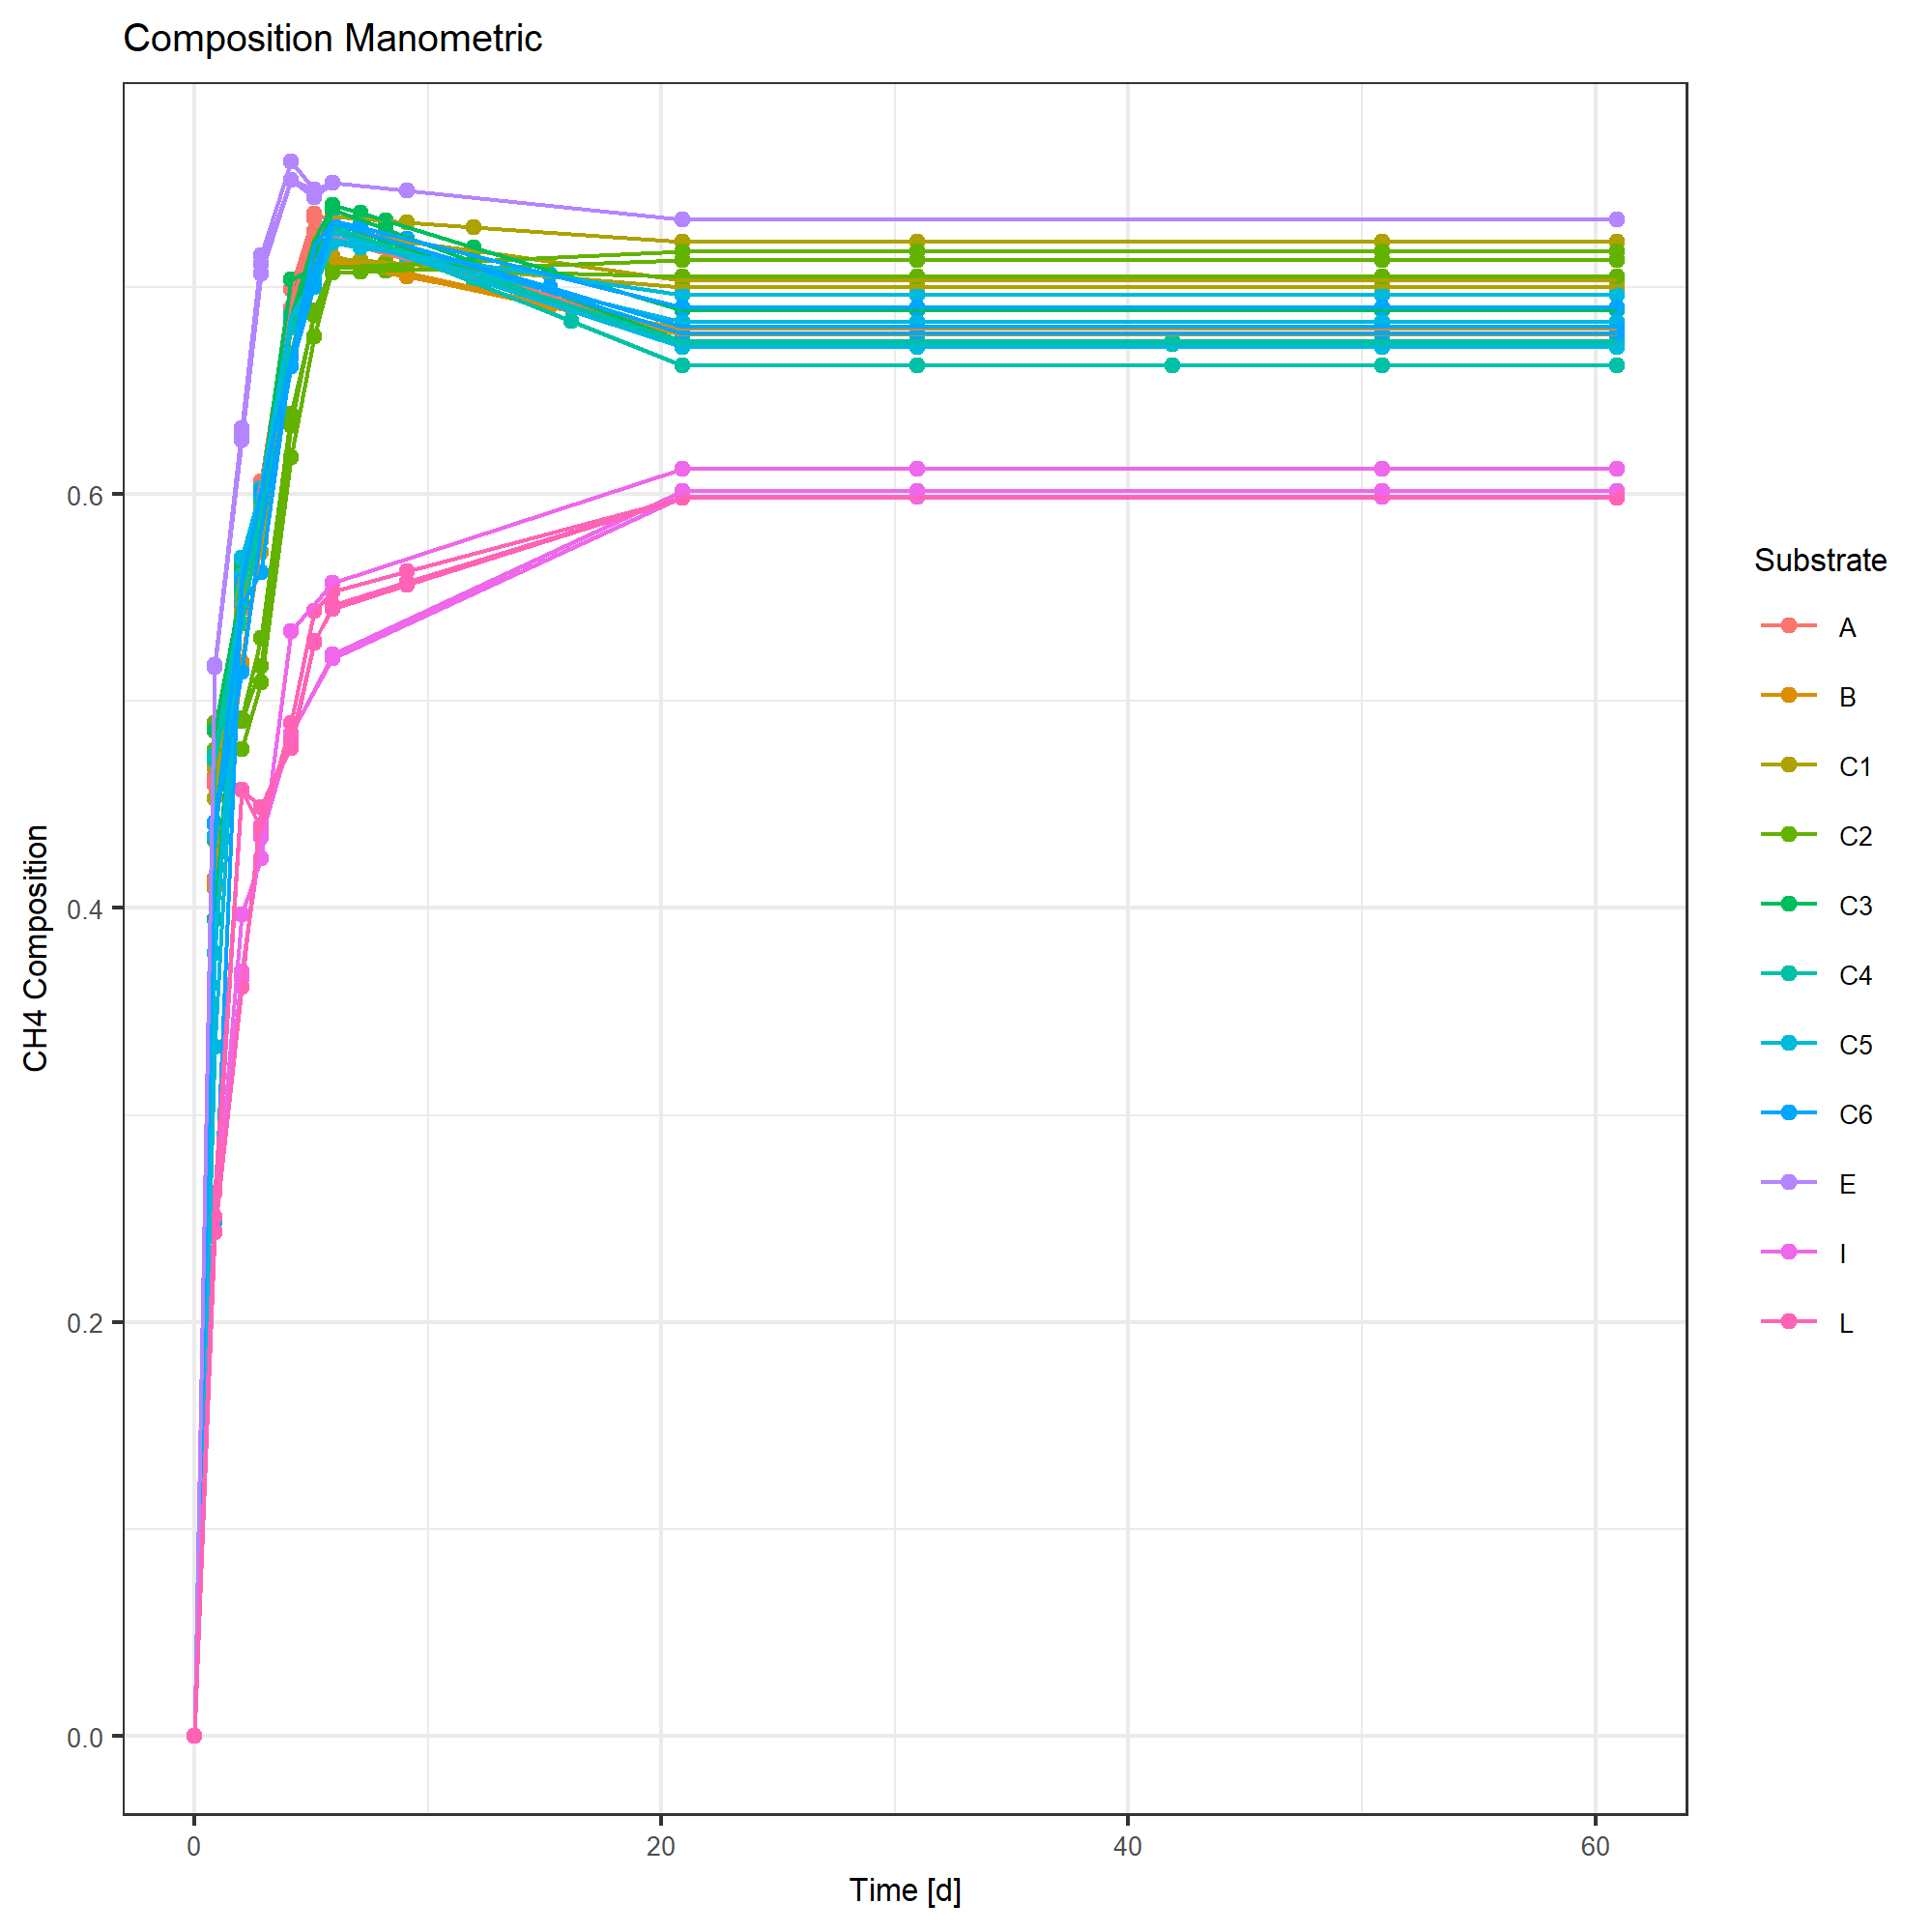 Composition Manometric
CH4 Composition
0.6
0.4
0.2
0.0
0
20
40
60
Time [d]
Substrate
A
B
C1
C2
C3
C4
C5
C6
E
I
L